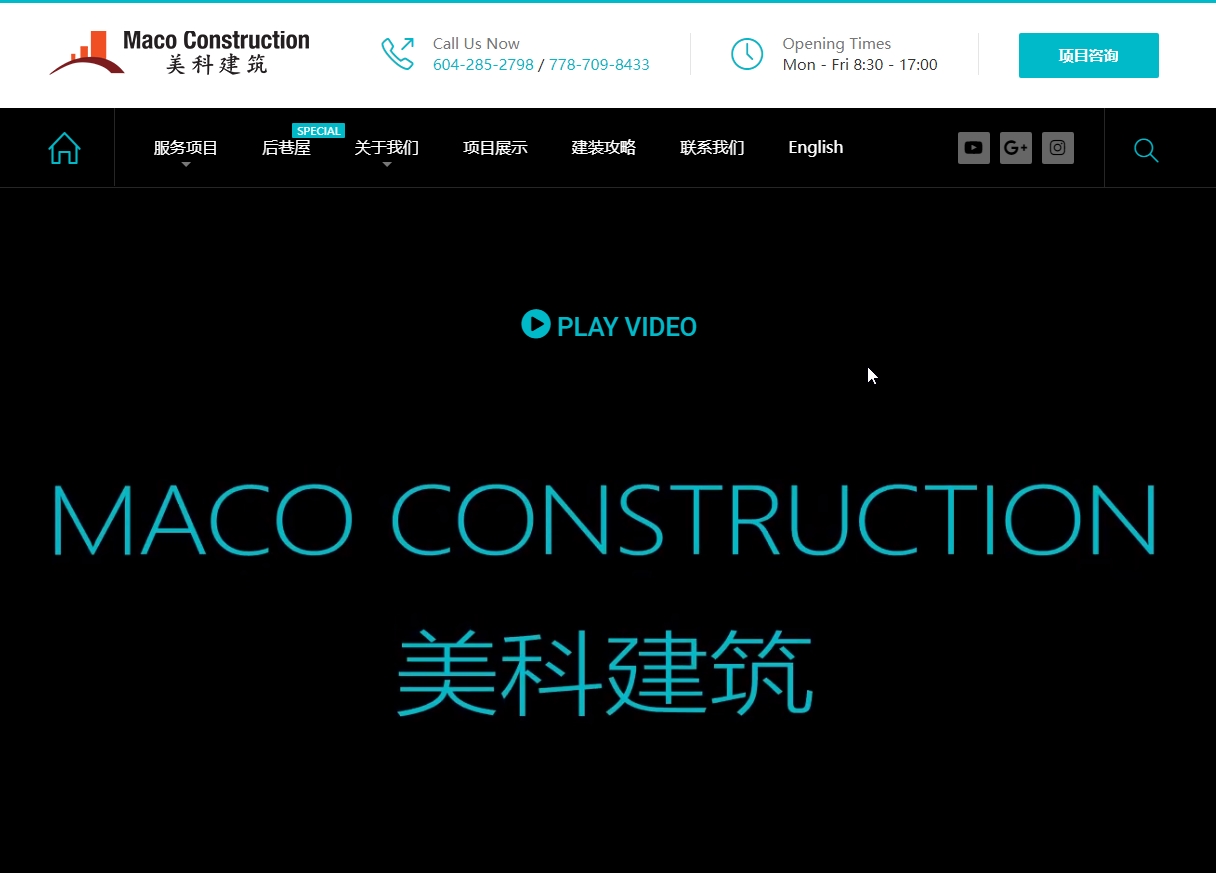 Maco Construction
美科建筑
Call Us Now
604-285-2798 / 778-709-8433
Opening Times
Mon - Fri 8:30 - 17:00
项目咨询
服务项目
后巷屋
SPECIAL
关于我们
项目展示
建装攻略
联系我们
English
G+
PLAY VIDEO
MACO CONSTRUCTION
美科建筑